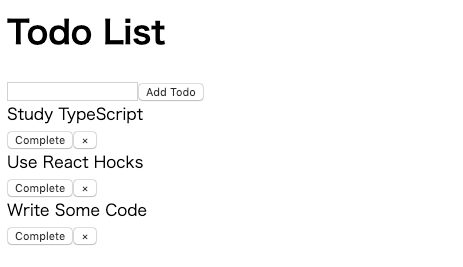 Todo List
Add Todo
Study TypeScript
Complete ×
Use React Hocks
Complete ×
Write Some Code
Complete ×